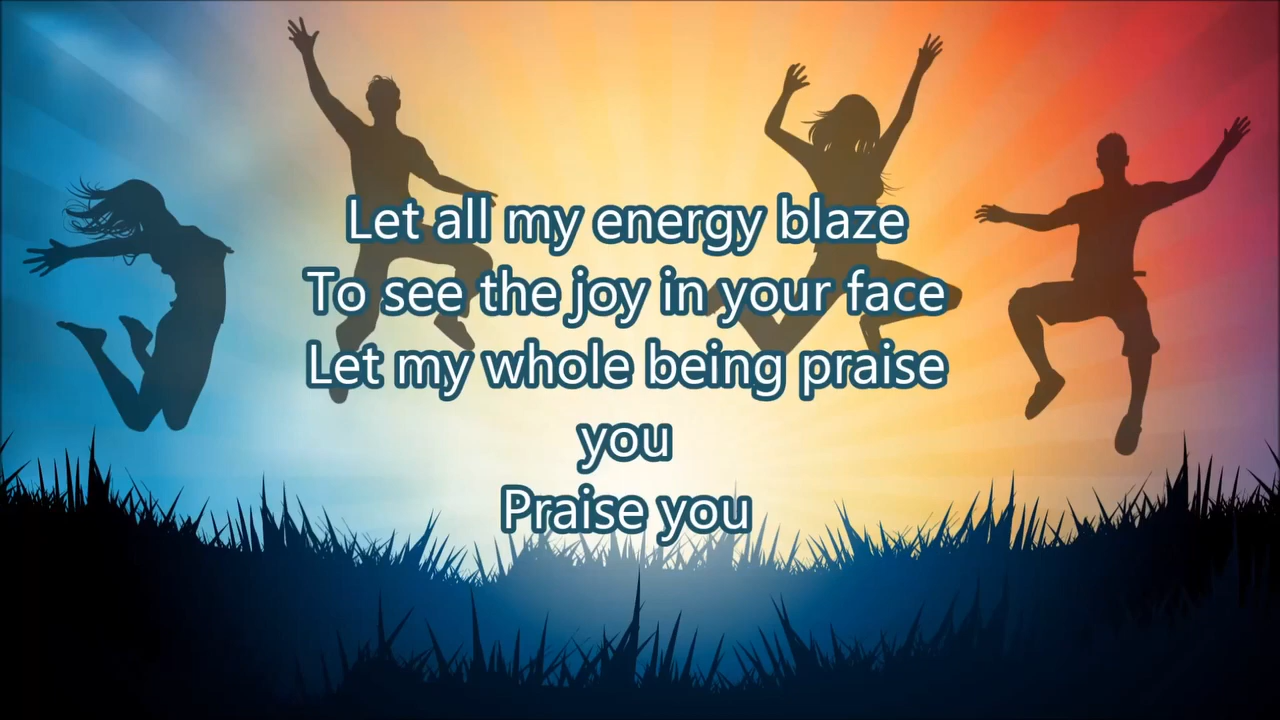 Let all my energy blaze
To see the joy in your face
Let my whole being praise
you
Praise you